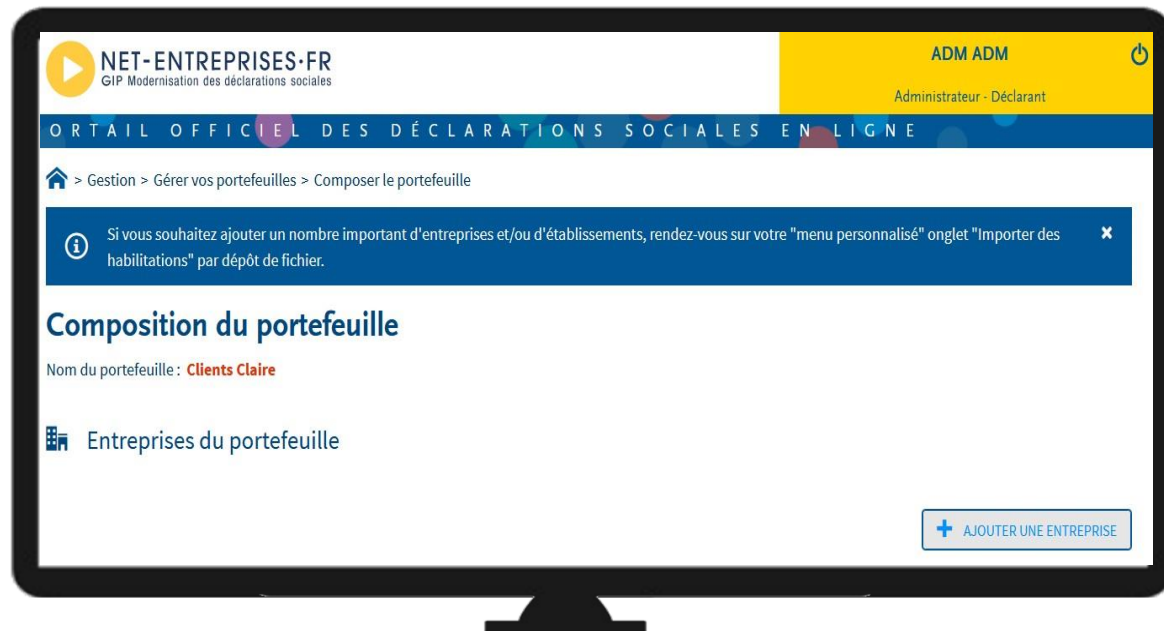 NET-ENTREPRISES·FR
GIP Modernisation des déclarations sociales
ADM ADM
Administrateur - Déclarant
ORTAIL OFFICIEL DES DÉCLARATIONS SOCIALES EN LIGNE
> Gestion > Gérer vos portefeuilles > Composer le portefeuille
Si vous souhaitez ajouter un nombre important d'entreprises et/ou d'établissements, rendez-vous sur votre "menu personnalisé" onglet "Importer des
habilitations" par dépôt de fichier.
Composition du portefeuille
Nom du portefeuille : Clients Claire
Entreprises du portefeuille
AJOUTER UNE ENTREPRISE